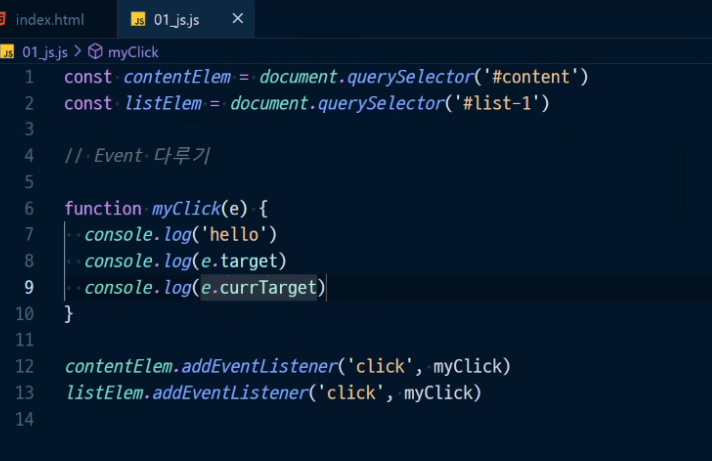 index.html
JS 01_js.js ×
JS 01_js.js > myClick
1 const contentElem = document.querySelector('#content')
2 const listElem = document.querySelector('#list-1')
3
4 // Event 다루기
5
6 function myClick(e) {
7   console.log('hello')
8   console.log(e.target)
9   console.log(e.currTarget)
10 }
11
12 contentElem.addEventListener('click', myClick)
13 listElem.addEventListener('click', myClick)
14